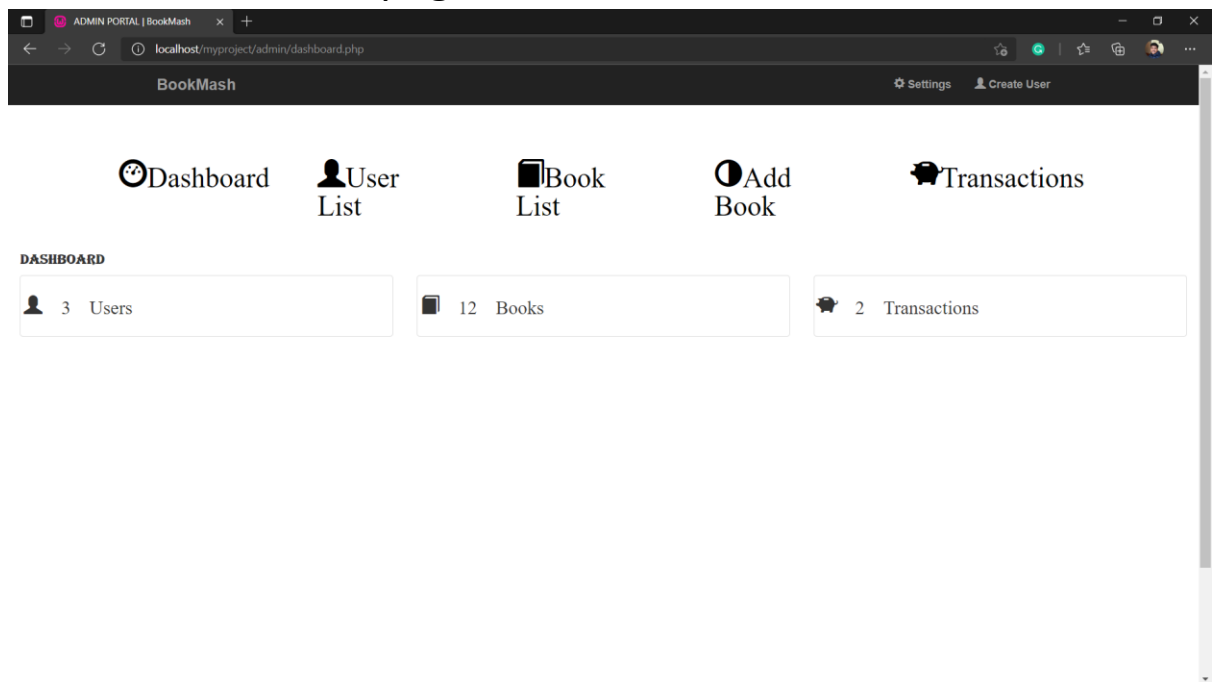 ADMIN PORTAL | BookMash
localhost/myproject/admin/dashboard.php
BookMash
Settings
Create User
Dashboard
User
List
Book
List
Add
Book
Transactions
DASHBOARD
3 Users
12 Books
2 Transactions